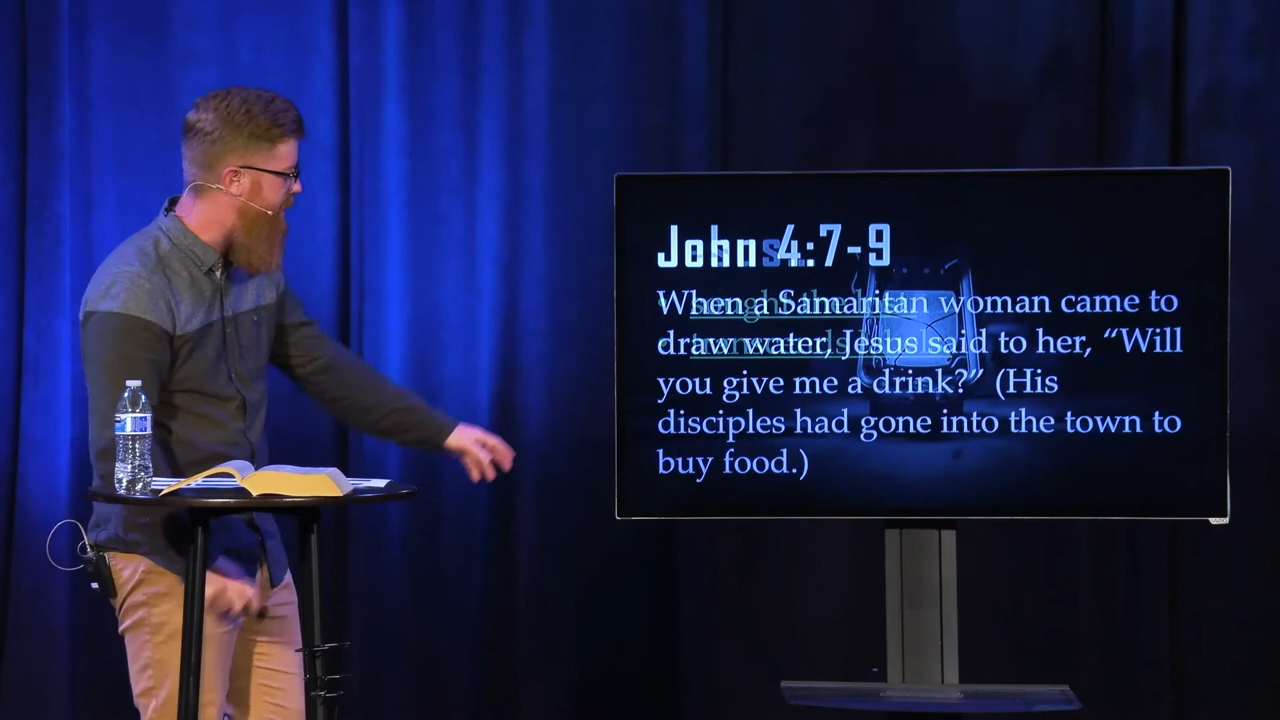 John 4:7-9
When a Samaritan woman came to
draw water, Jesus said to her, “Will
you give me a drink?” (His
disciples had gone into the town to
buy food.)